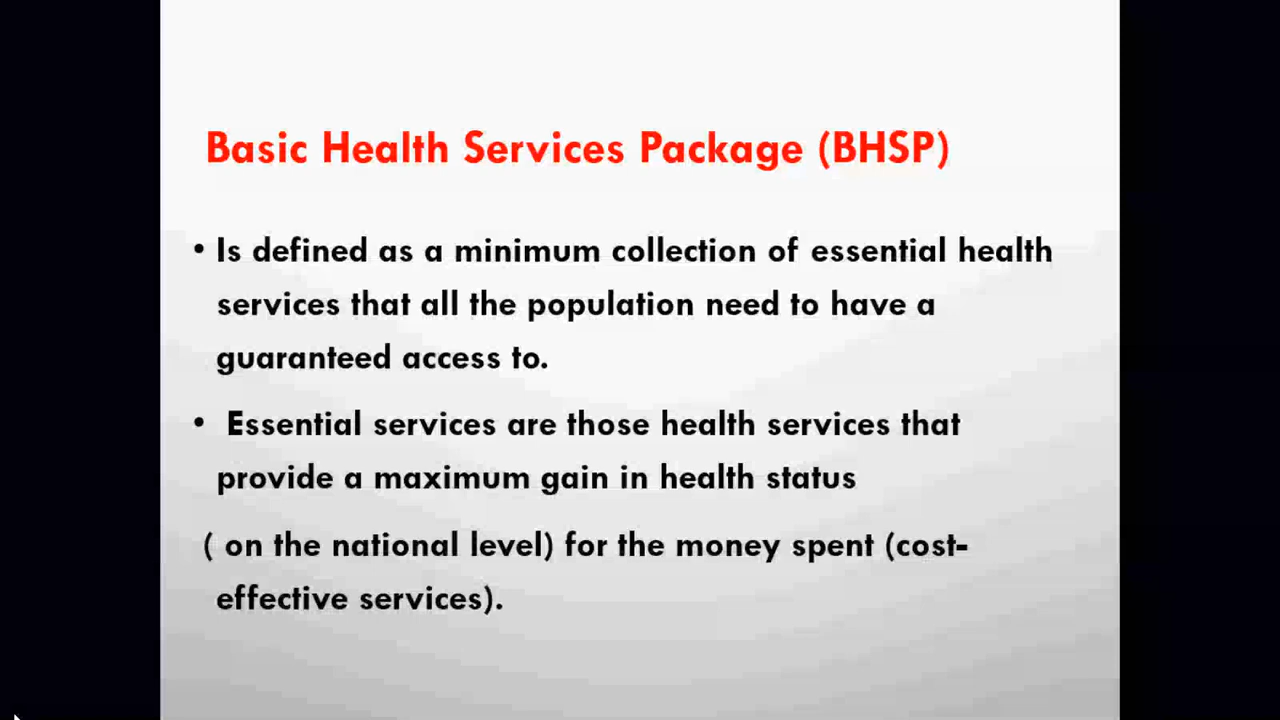 Basic Health Services Package (BHSP)
• Is defined as a minimum collection of essential health
services that all the population need to have a
guaranteed access to.
• Essential services are those health services that
provide a maximum gain in health status
( on the national level) for the money spent (cost-
effective services).